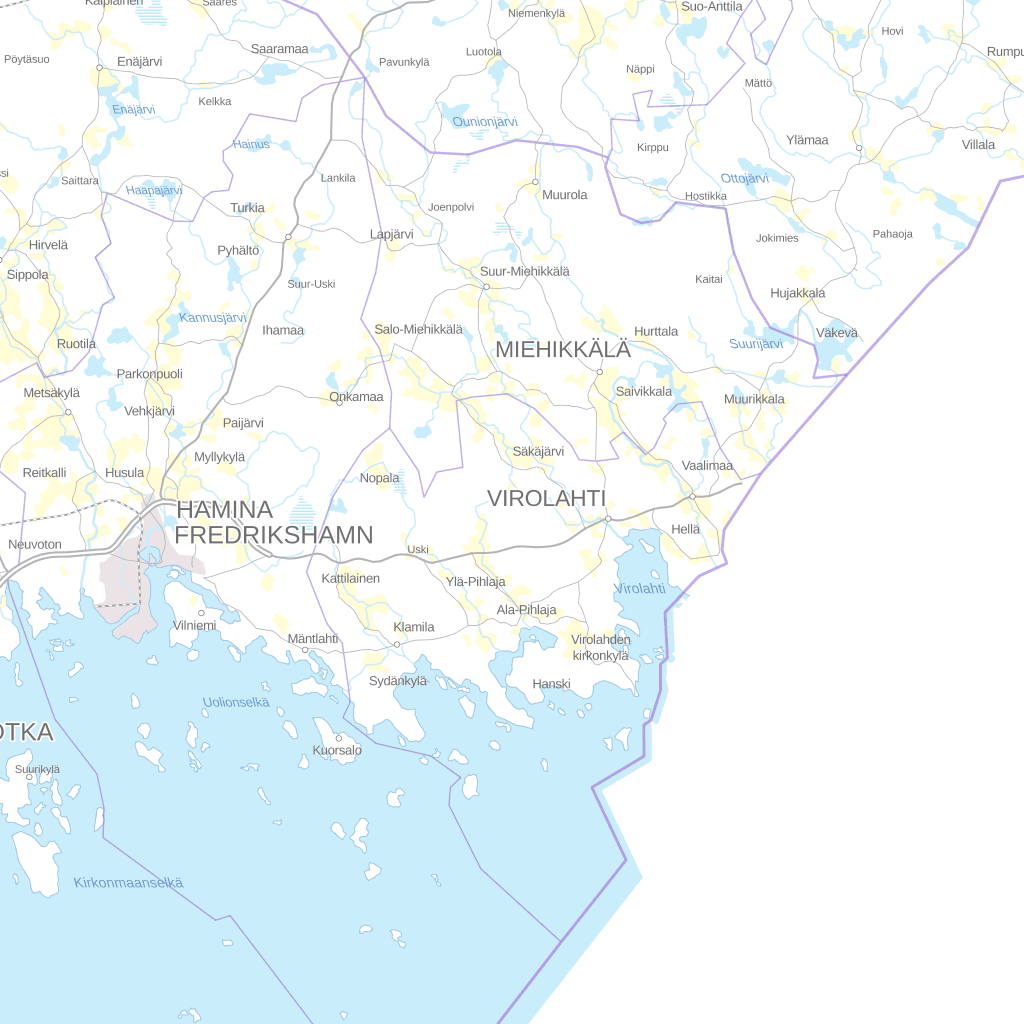 Kaipiainen
Saares
Niemenkylä
Suo-Anttila
Hovi
Saaramaa
Luotola
Rumpu
Pöytäsuo
Enäjärvi
Pavunkylä
Näppi
Mättö
Kelkka
Enäjärvi
Ounionjärvi
Hainus
Kirppu
Ylämaa
Villala
Saittara
Lankila
Haapajärvi
Ottojärvi
Muurola
Hostikka
Turkia
Joenpolvi
Lapjärvi
Pahaoja
Jokimies
Hirvelä
Pyhältö
Sippola
Suur-Miehikkälä
Kaitai
Suur-Uski
Hujakkala
Kannusjärvi
Ihamaa
Salo-Miehikkälä
Hurttala
Väkevä
Ruotila
Suurijärvi
MIEHIKKÄLÄ
Parkonpuoli
Metsäkylä
Onkamaa
Saivikkala
Muurikkala
Vehkjärvi
Paijärvi
Säkäjärvi
Myllykylä
Vaalimaa
Reitkalli
Husula
Nopala
VIROLAHTI
HAMINA
FREDRIKSHAMN
Hellä
Neuvoton
Uski
Kattilainen
Ylä-Pihlaja
Virolahti
Ala-Pihlaja
Vilniemi
Klamila
Mäntlahti
Virolahden
kirkonkylä
Sydänkylä
Hanski
Uolionselkä
OTKA
Kuorsalo
Suurikylä
Kirkonmaanselkä